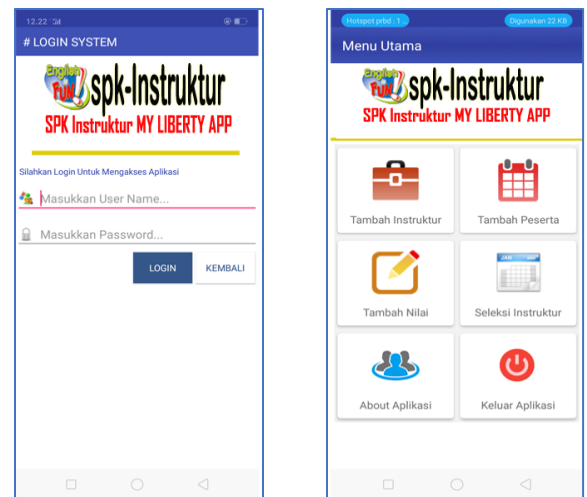 12.22
# LOGIN SYSTEM
English
FUN!
spk-Instruktur
SPK Instruktur MY LIBERTY APP
Silahkan Login Untuk Mengakses Aplikasi
Masukkan User Name...
Masukkan Password...
LOGIN KEMBALI
Hotspot prbd : 1 Digunakan 22 KB
Menu Utama
English
FUN!
spk-Instruktur
SPK Instruktur MY LIBERTY APP
Tambah Instruktur Tambah Peserta
JAN
Tambah Nilai Seleksi Instruktur
About Aplikasi Keluar Aplikasi